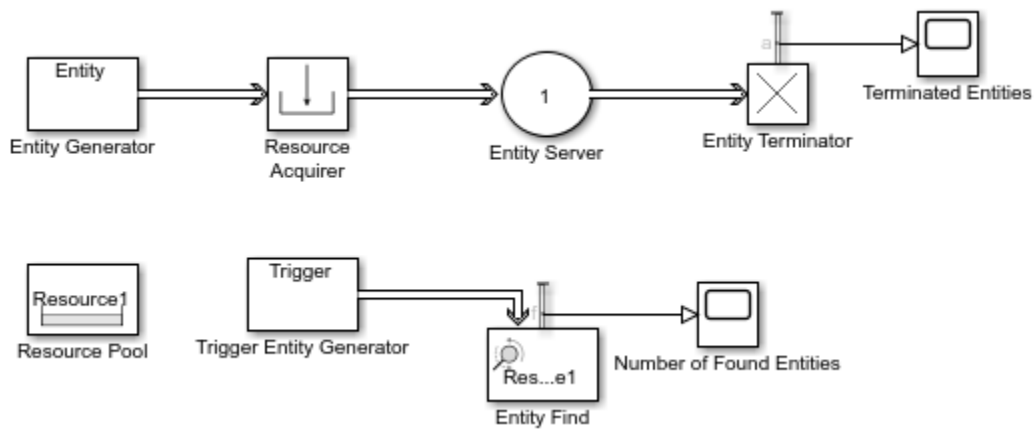 Entity
Entity Generator
Resource
Acquirer
1
Entity Server
a
Entity Terminator
Terminated Entities
Resource1
Resource Pool
Trigger
Trigger Entity Generator
f
Res...e1
Entity Find
Number of Found Entities